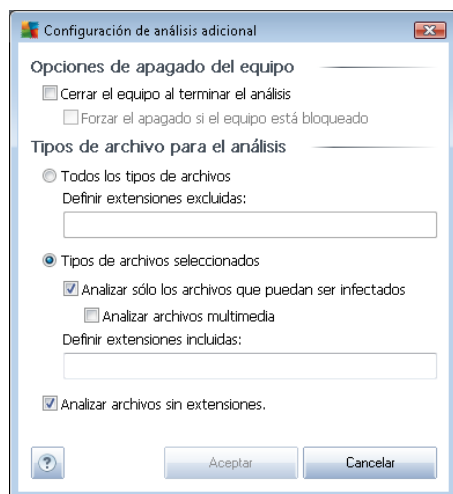 Configuración de análisis adicional
Opciones de apagado del equipo
Cerrar el equipo al terminar el análisis
Forzar el apagado si el equipo está bloqueado
Tipos de archivo para el análisis
Todos los tipos de archivos
Definir extensiones excluidas:
Tipos de archivos seleccionados
Analizar sólo los archivos que puedan ser infectados
Analizar archivos multimedia
Definir extensiones incluidas:
Analizar archivos sin extensiones.
?
Aceptar
Cancelar